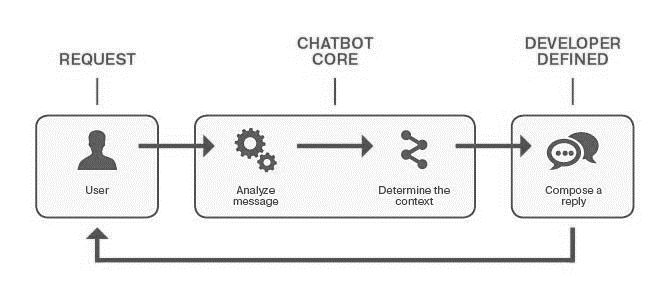 REQUEST
CHATBOT
CORE
DEVELOPER
DEFINED
User
Analyze
message
Determine the
context
Compose a
reply